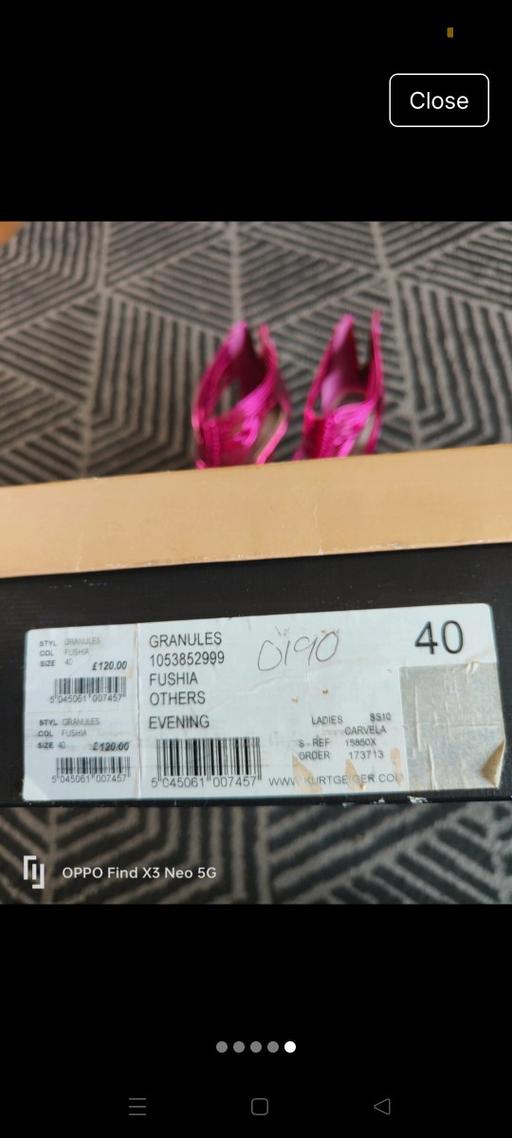 Close
STYL GRANULES
COL FUSHIA
SIZE 40 £120.00
5 045061 007457
STYL GRANULES
COL FUSHIA
SIZE 40 £120.00
5 045061 007457
GRANULES
1053852999
FUSHIA
OTHERS
EVENING
5 045061 007457
0190
40
LADIES SS10
CARVELA
S - REF 15850X
ORDER 173713
WWW.KURTGEIGER.COM
OPPO Find X3 Neo 5G